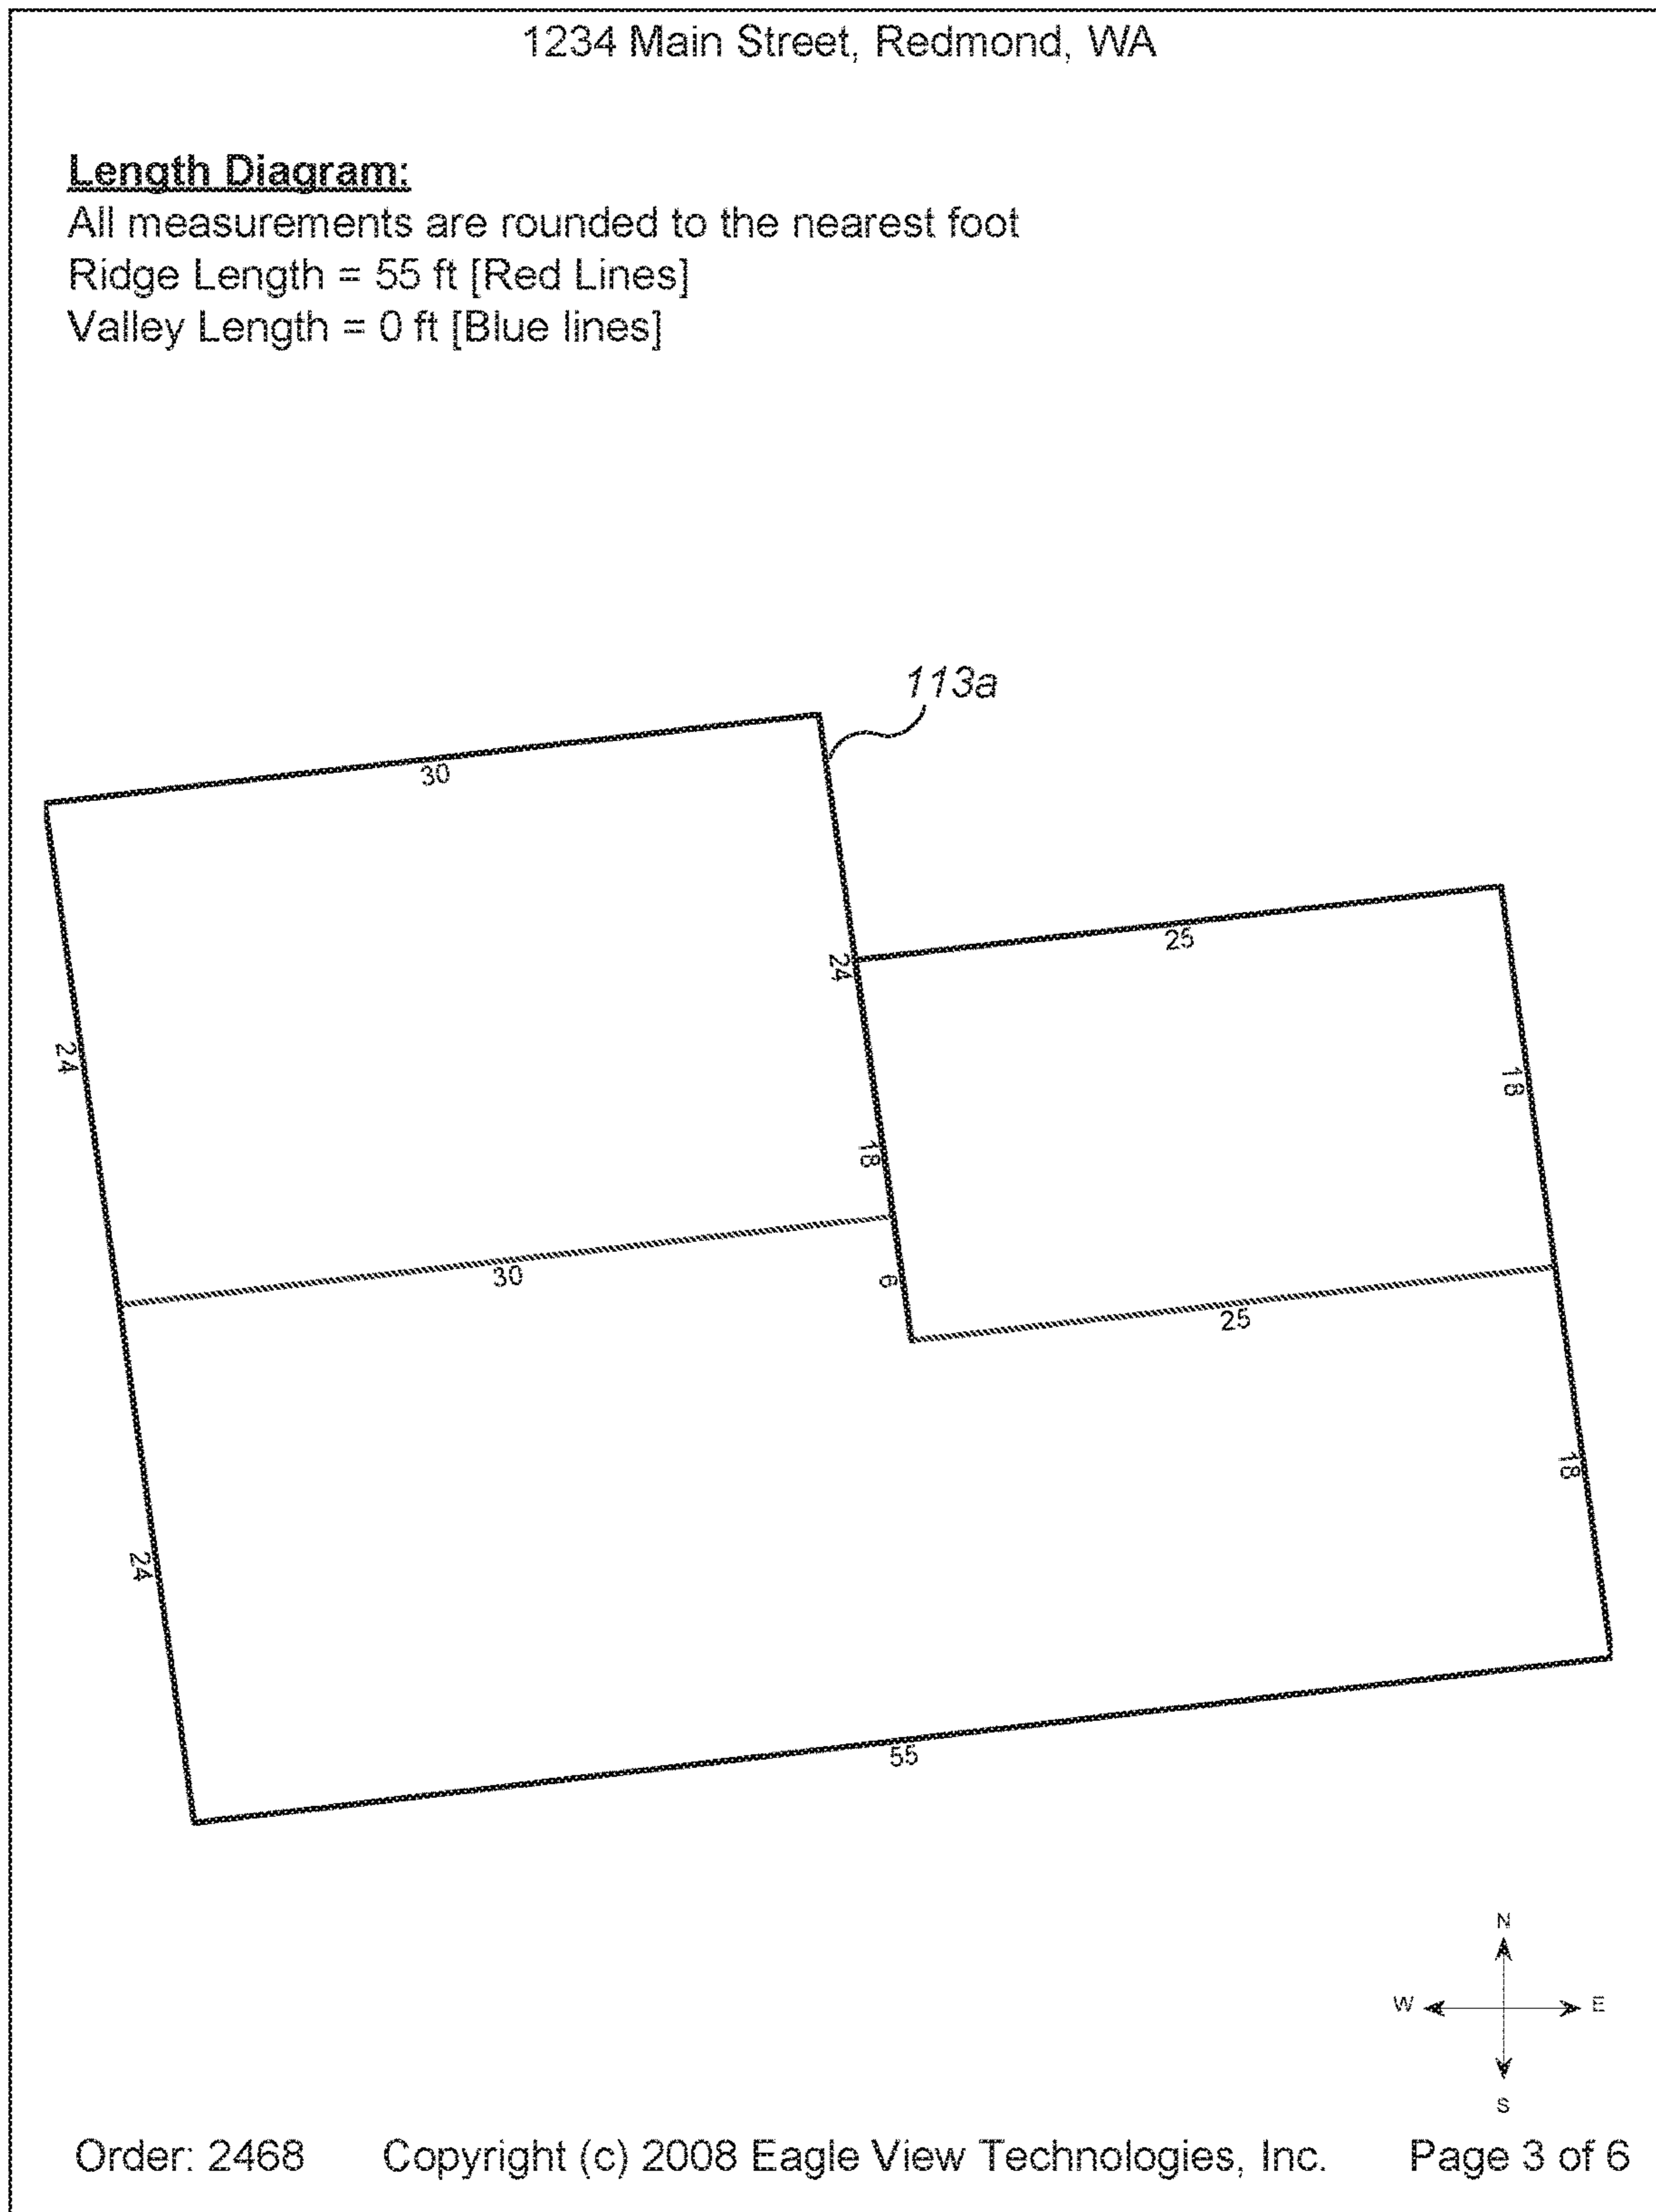 1234 Main Street, Redmond, WA
Length Diagram:
All measurements are rounded to the nearest foot
Ridge Length = 55 ft [Red Lines]
Valley Length = 0 ft [Blue lines]
113a
30
25
24
24
18
18
30
6
25
18
24
55
N
W E
S
Order: 2468 Copyright (c) 2008 Eagle View Technologies, Inc. Page 3 of 6